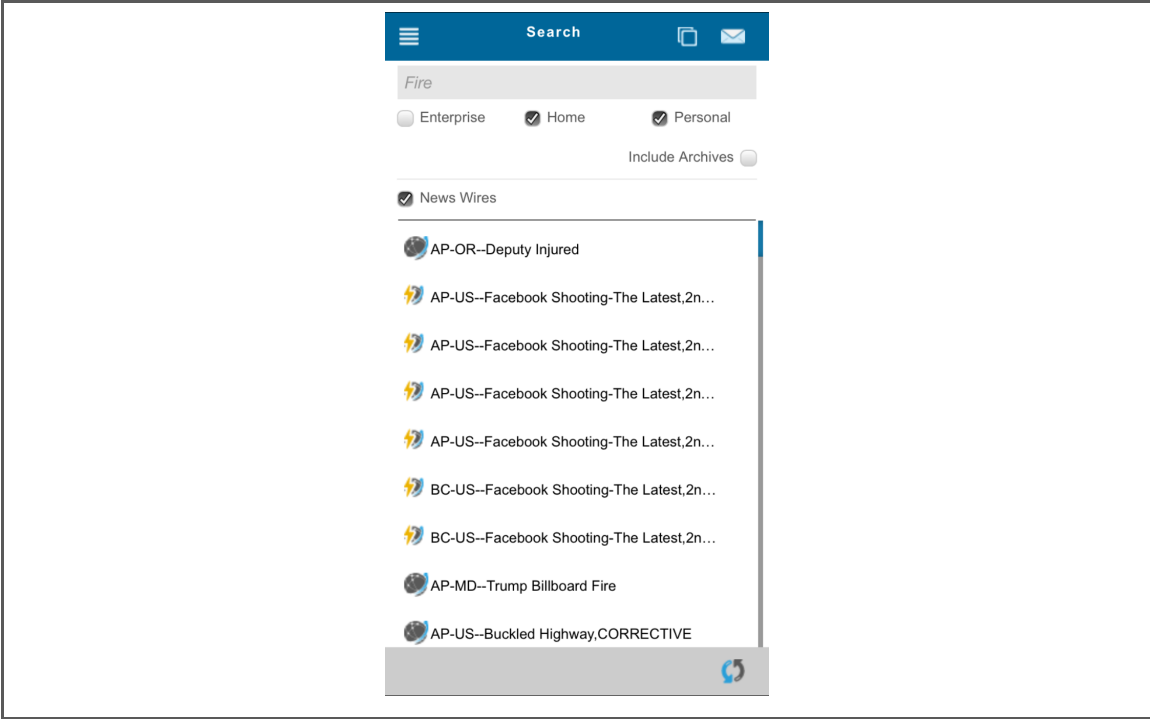 Search
Fire
Enterprise Home Personal
Include Archives
News Wires
AP-OR--Deputy Injured
AP-US--Facebook Shooting-The Latest,2n…
AP-US--Facebook Shooting-The Latest,2n…
AP-US--Facebook Shooting-The Latest,2n…
AP-US--Facebook Shooting-The Latest,2n…
BC-US--Facebook Shooting-The Latest,2n…
BC-US--Facebook Shooting-The Latest,2n…
AP-MD--Trump Billboard Fire
AP-US--Buckled Highway,CORRECTIVE